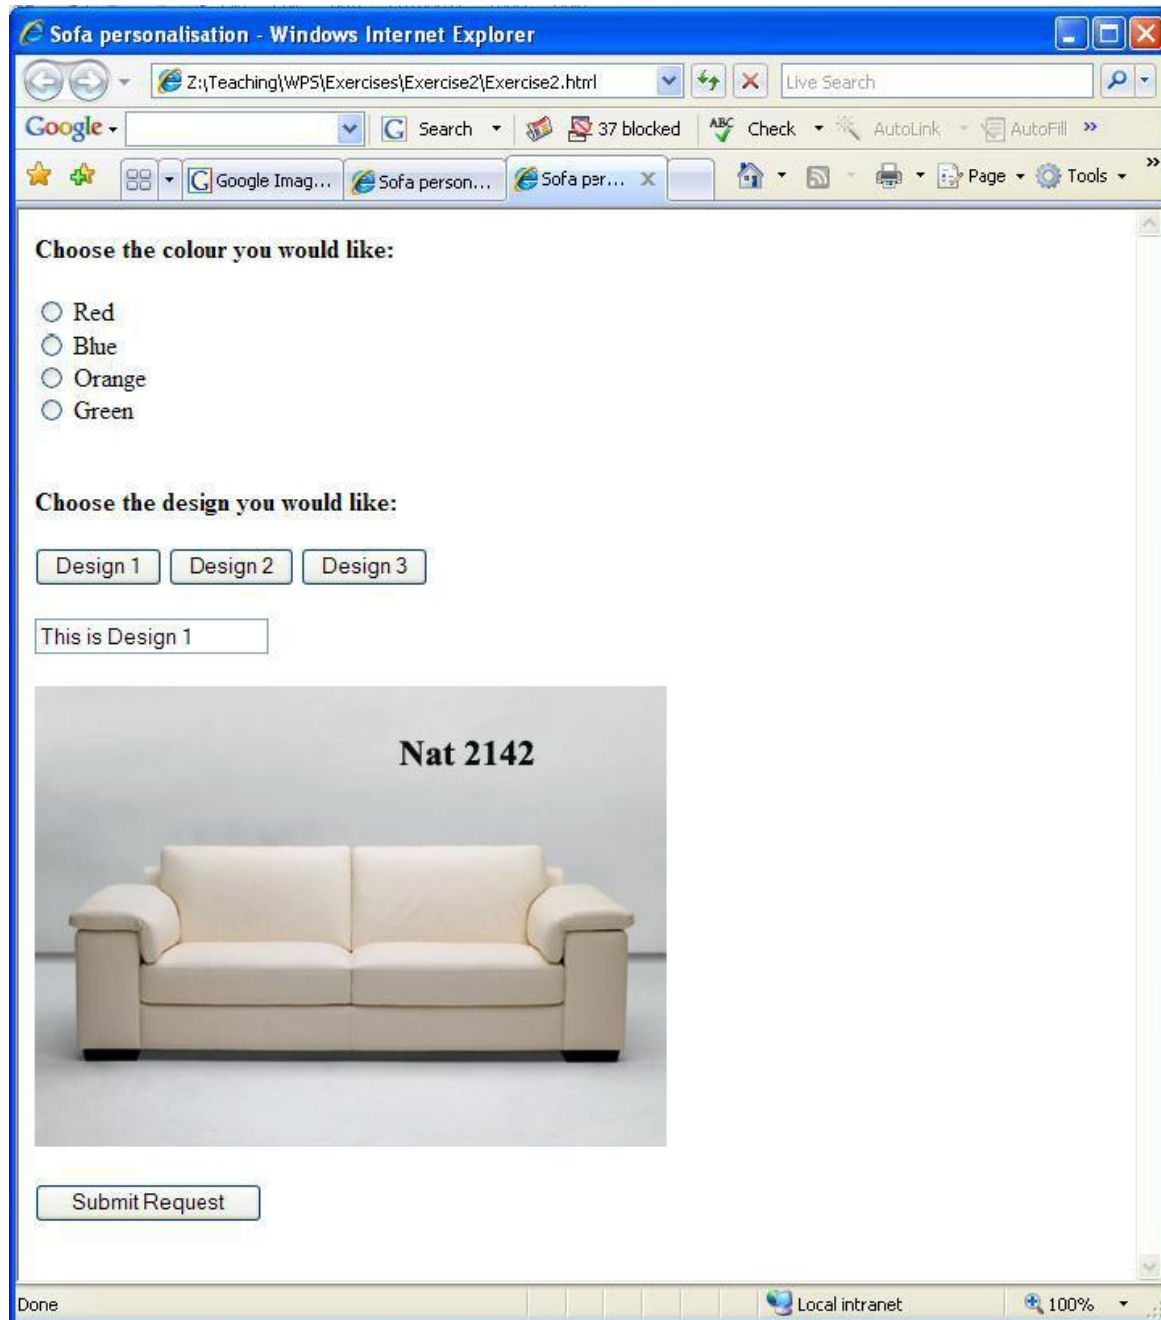 Sofa personalisation - Windows Internet Explorer
Z:\Teaching\WPS\Exercises\Exercise2\Exercise2.html
Live Search
Google
Search
37 blocked
ABC
Check
AutoLink
AutoFill
»
G
Google Imag...
Sofa person...
Sofa per...
Page
Tools
»
Choose the colour you would like:
Red
Blue
Orange
Green
Choose the design you would like:
Design 1
Design 2
Design 3
This is Design 1
Nat 2142
Submit Request
Done
Local intranet
100%